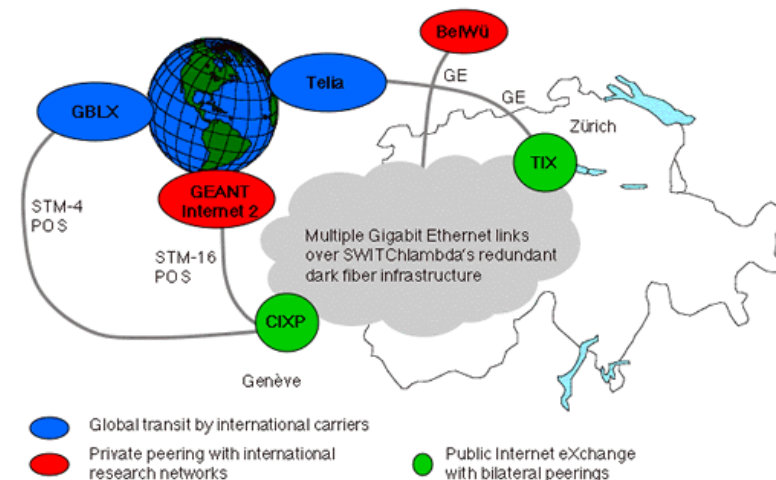 BelWü
GE
Telia
GBLX
GE
Zürich
TIX
GEANT
Internet 2
STM-4
POS
Multiple Gigabit Ethernet links
over SWITCHlambda's redundant
dark fiber infrastructure
STM-16
POS
CIXP
Genève
Global transit by international carriers
Private peering with international
research networks
Public Internet eXchange
with bilateral peerings